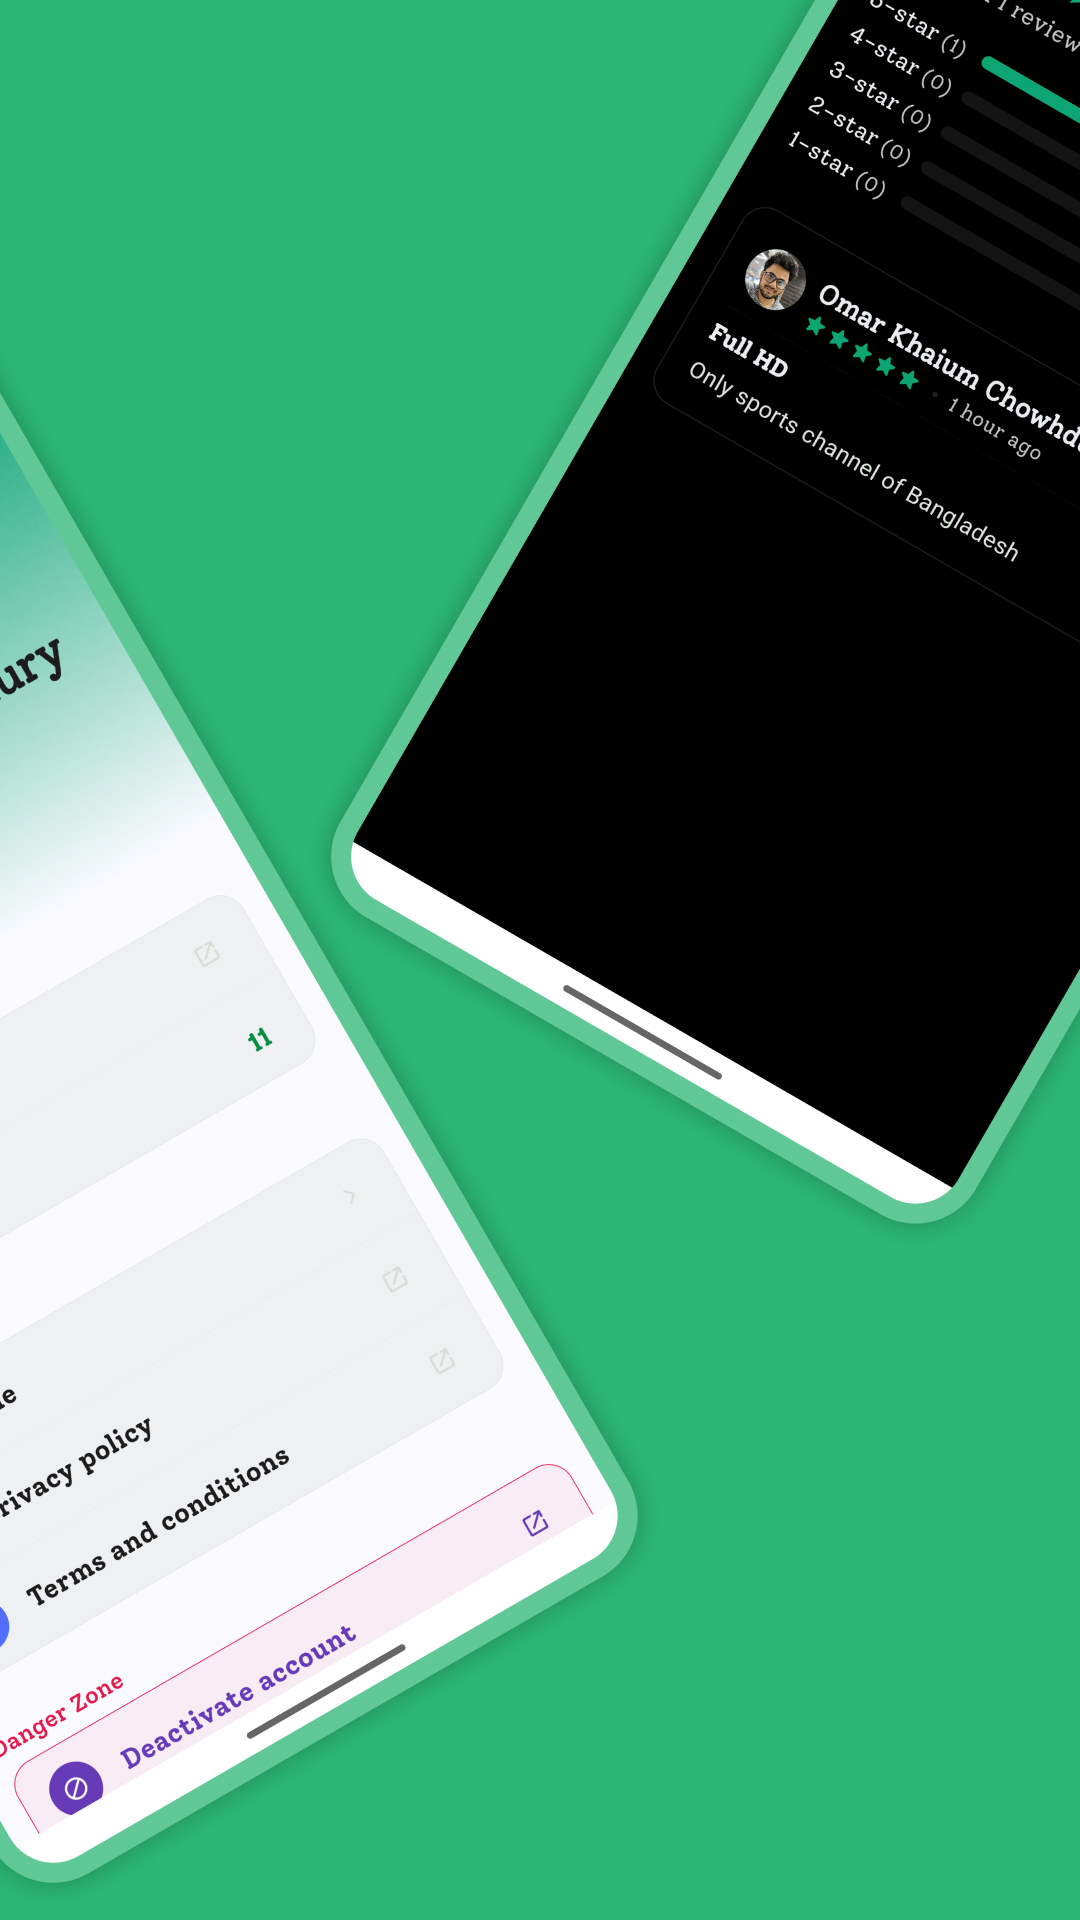 1 review
5-star (1)
4-star (0)
3-star (0)
2-star (0)
1-star (0)
Omar Khaium Chowhdu
1 hour ago
Full HD
Only sports channel of Bangladesh
ury
11
rivacy policy
Terms and conditions
Danger Zone
Deactivate account